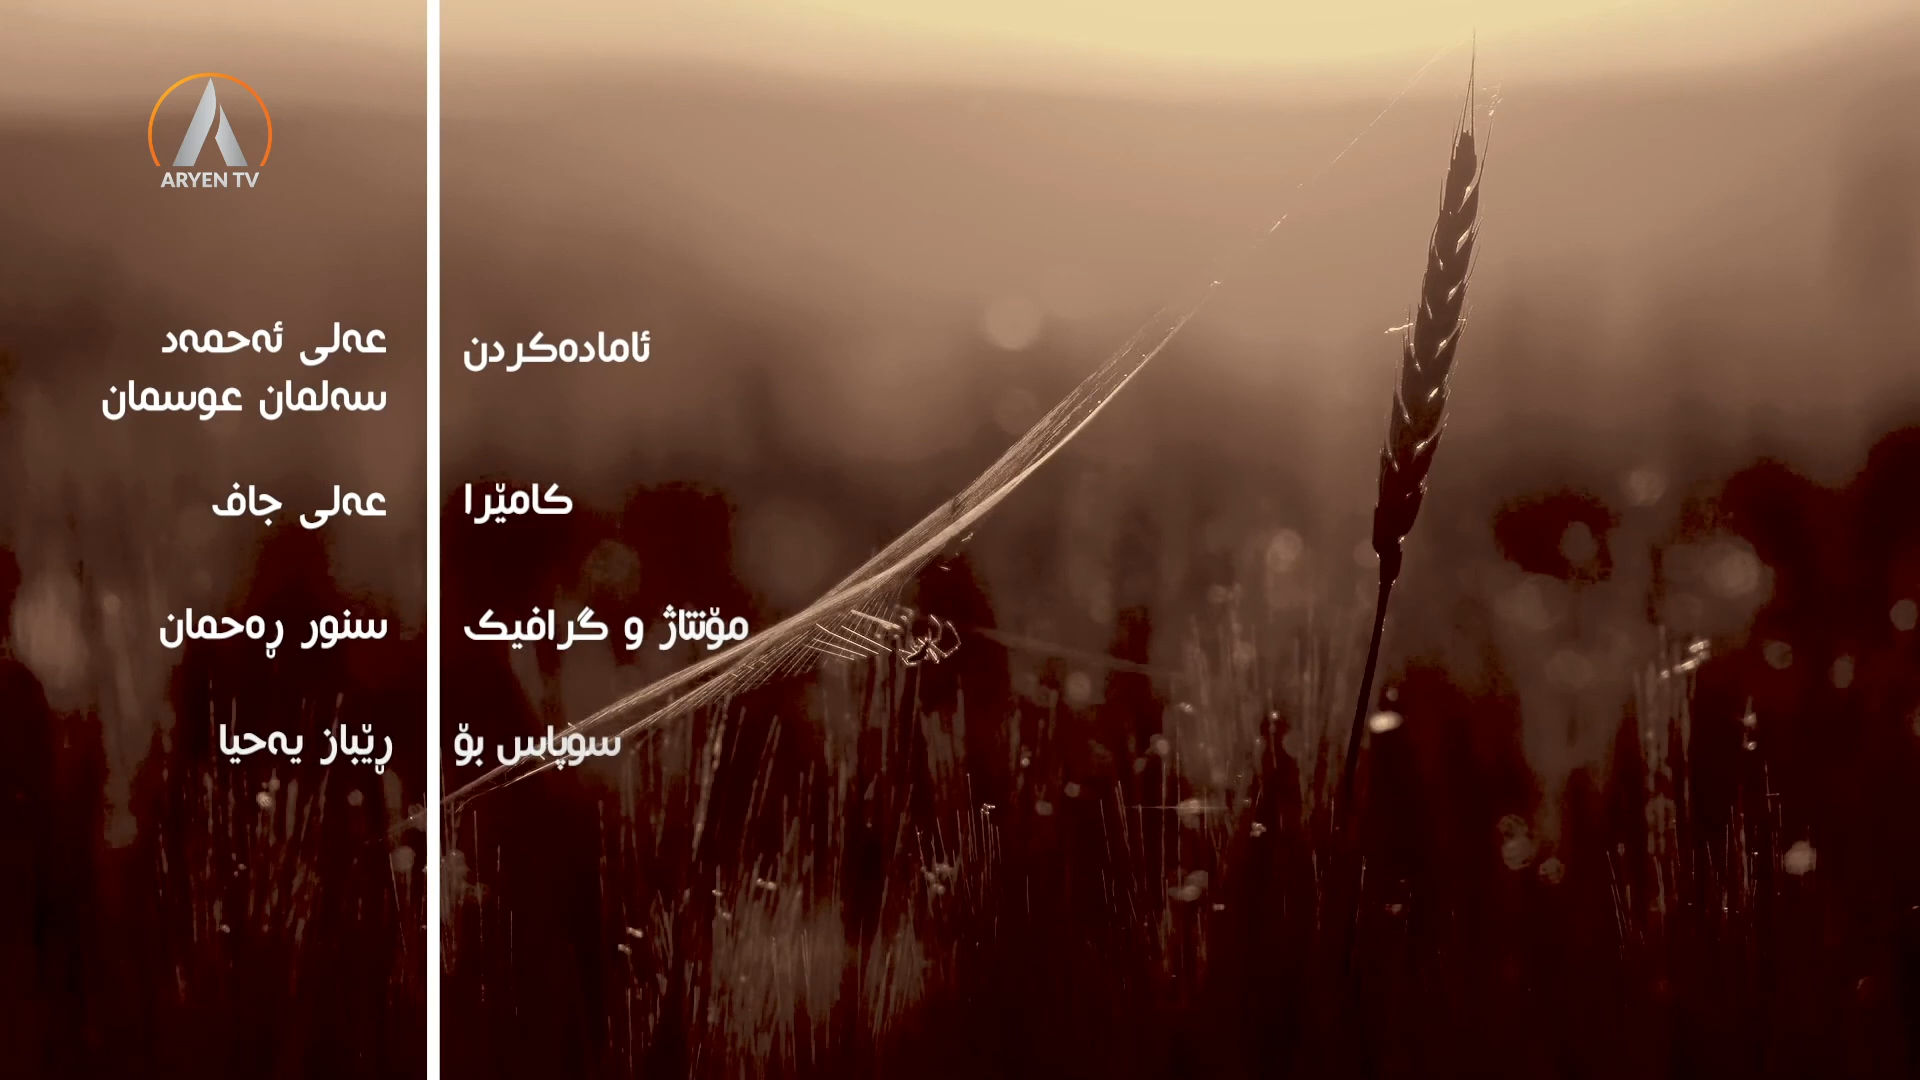 ARYEN TV
ئامادەکردن
عەلی ئەحمەد
سەلمان عوسمان
کامێرا
عەلی جاف
مۆنتاژ و گرافیک
سنور ڕەحمان
سوپاس بۆ
ڕێباز یەحیا